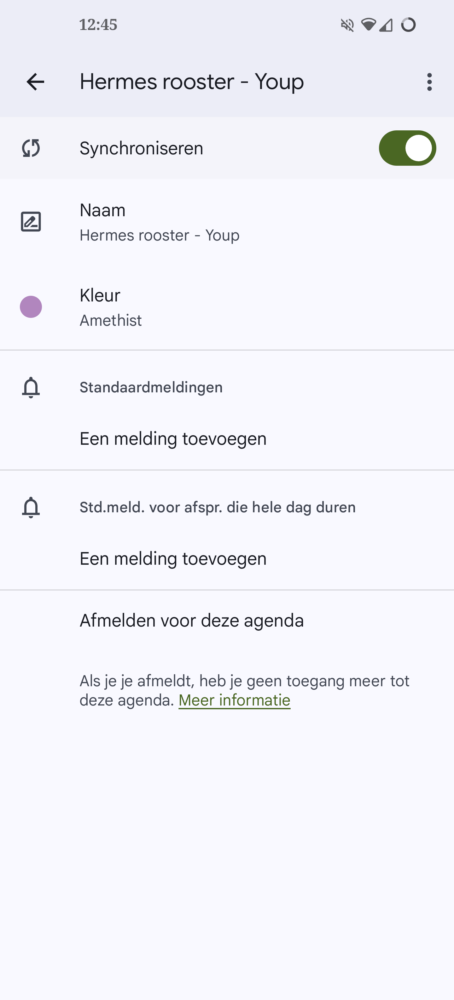 12:45
Hermes rooster - Youp
Synchroniseren
Naam
Hermes rooster - Youp
Kleur
Amethist
Standaardmeldingen
Een melding toevoegen
Std.meld. voor afspr. die hele dag duren
Een melding toevoegen
Afmelden voor deze agenda
Als je je afmeldt, heb je geen toegang meer tot
deze agenda. Meer informatie